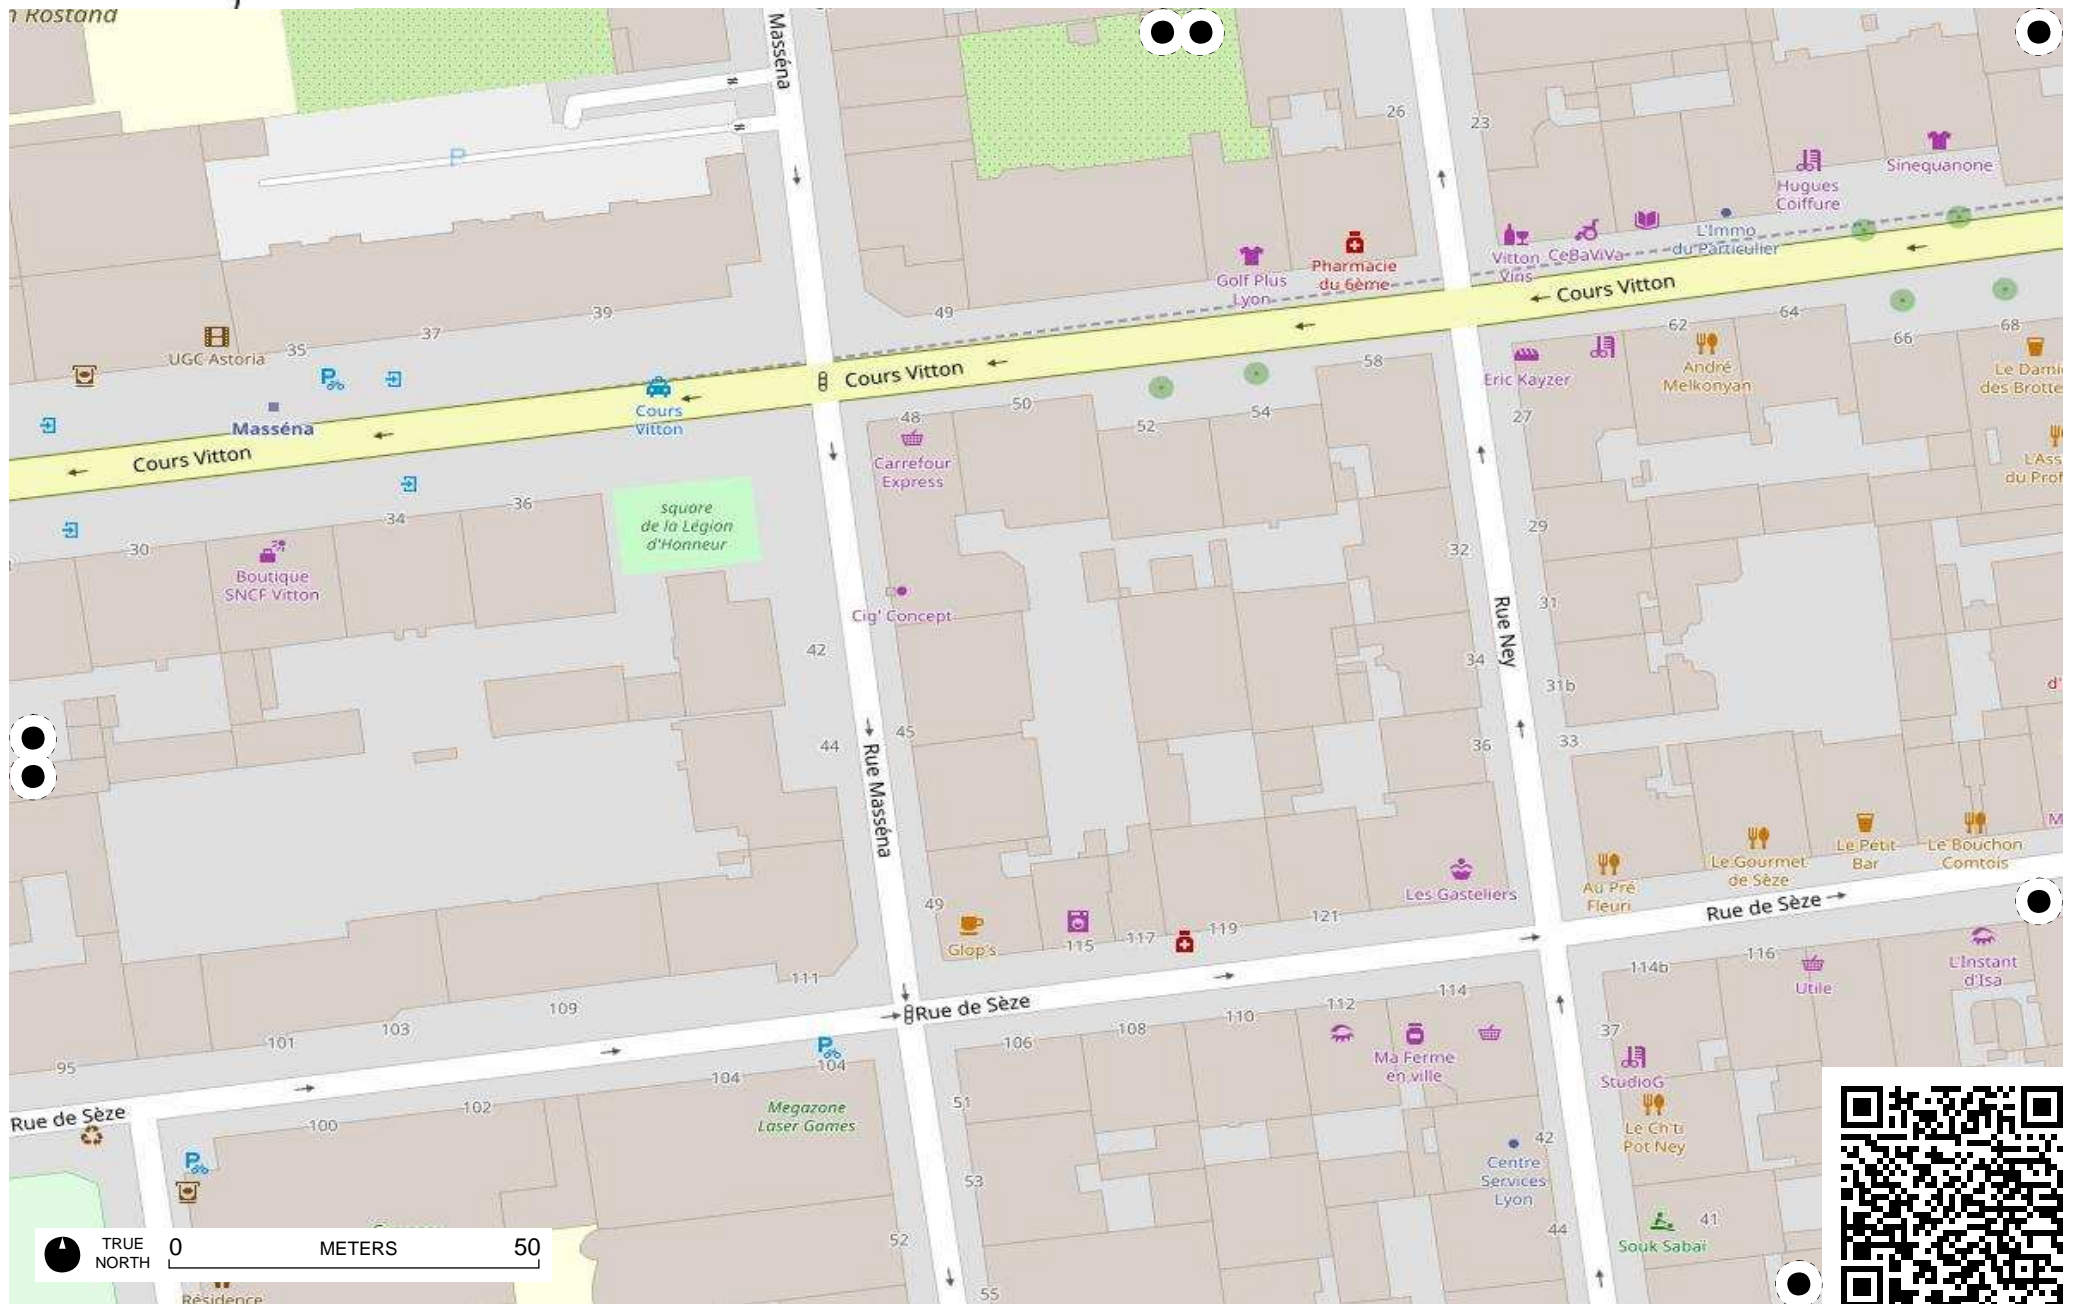 n Rostand
Masséna
26
23
Sinequanone
Hugues
Coiffure
L'Immo
du Particulier
Vitton
Vins
CeBaViVa
Pharmacie
du 6ème
Golf Plus
Lyon
Cours Vitton
49
39
37
35
UGC Astoria
64
62
66
68
58
Le Dami
des Brotte
André
Melkonyan
Eric Kayzer
Cours Vitton
Cours
Vitton
Masséna
Cours Vitton
50
48
52
54
27
Carrefour
Express
L'Ass
du Prof
36
34
30
square
de la Légion
d'Honneur
29
32
Boutique
SNCF Vitton
Cig' Concept
31
Rue Ney
42
34
31b
d'
44
45
36
33
Rue Masséna
M
Le Gourmet
de Sèze
Le Petit
Bar
Le Bouchon
Comtois
Au Pré
Fleuri
Les Gasteliers
Rue de Sèze
49
Glop's
115
117
119
121
111
109
103
101
95
Rue de Sèze
114b
116
Utile
L'Instant
d'Isa
114
112
110
108
106
Ma Ferme
en ville
37
StudioG
104
104
102
100
Rue de Sèze
Megazone
Laser Games
51
53
52
55
Le Ch'ti
Pot Ney
42
Centre
Services
Lyon
44
41
Souk Sabaï
TRUE
NORTH
0
METERS
50
Résidence